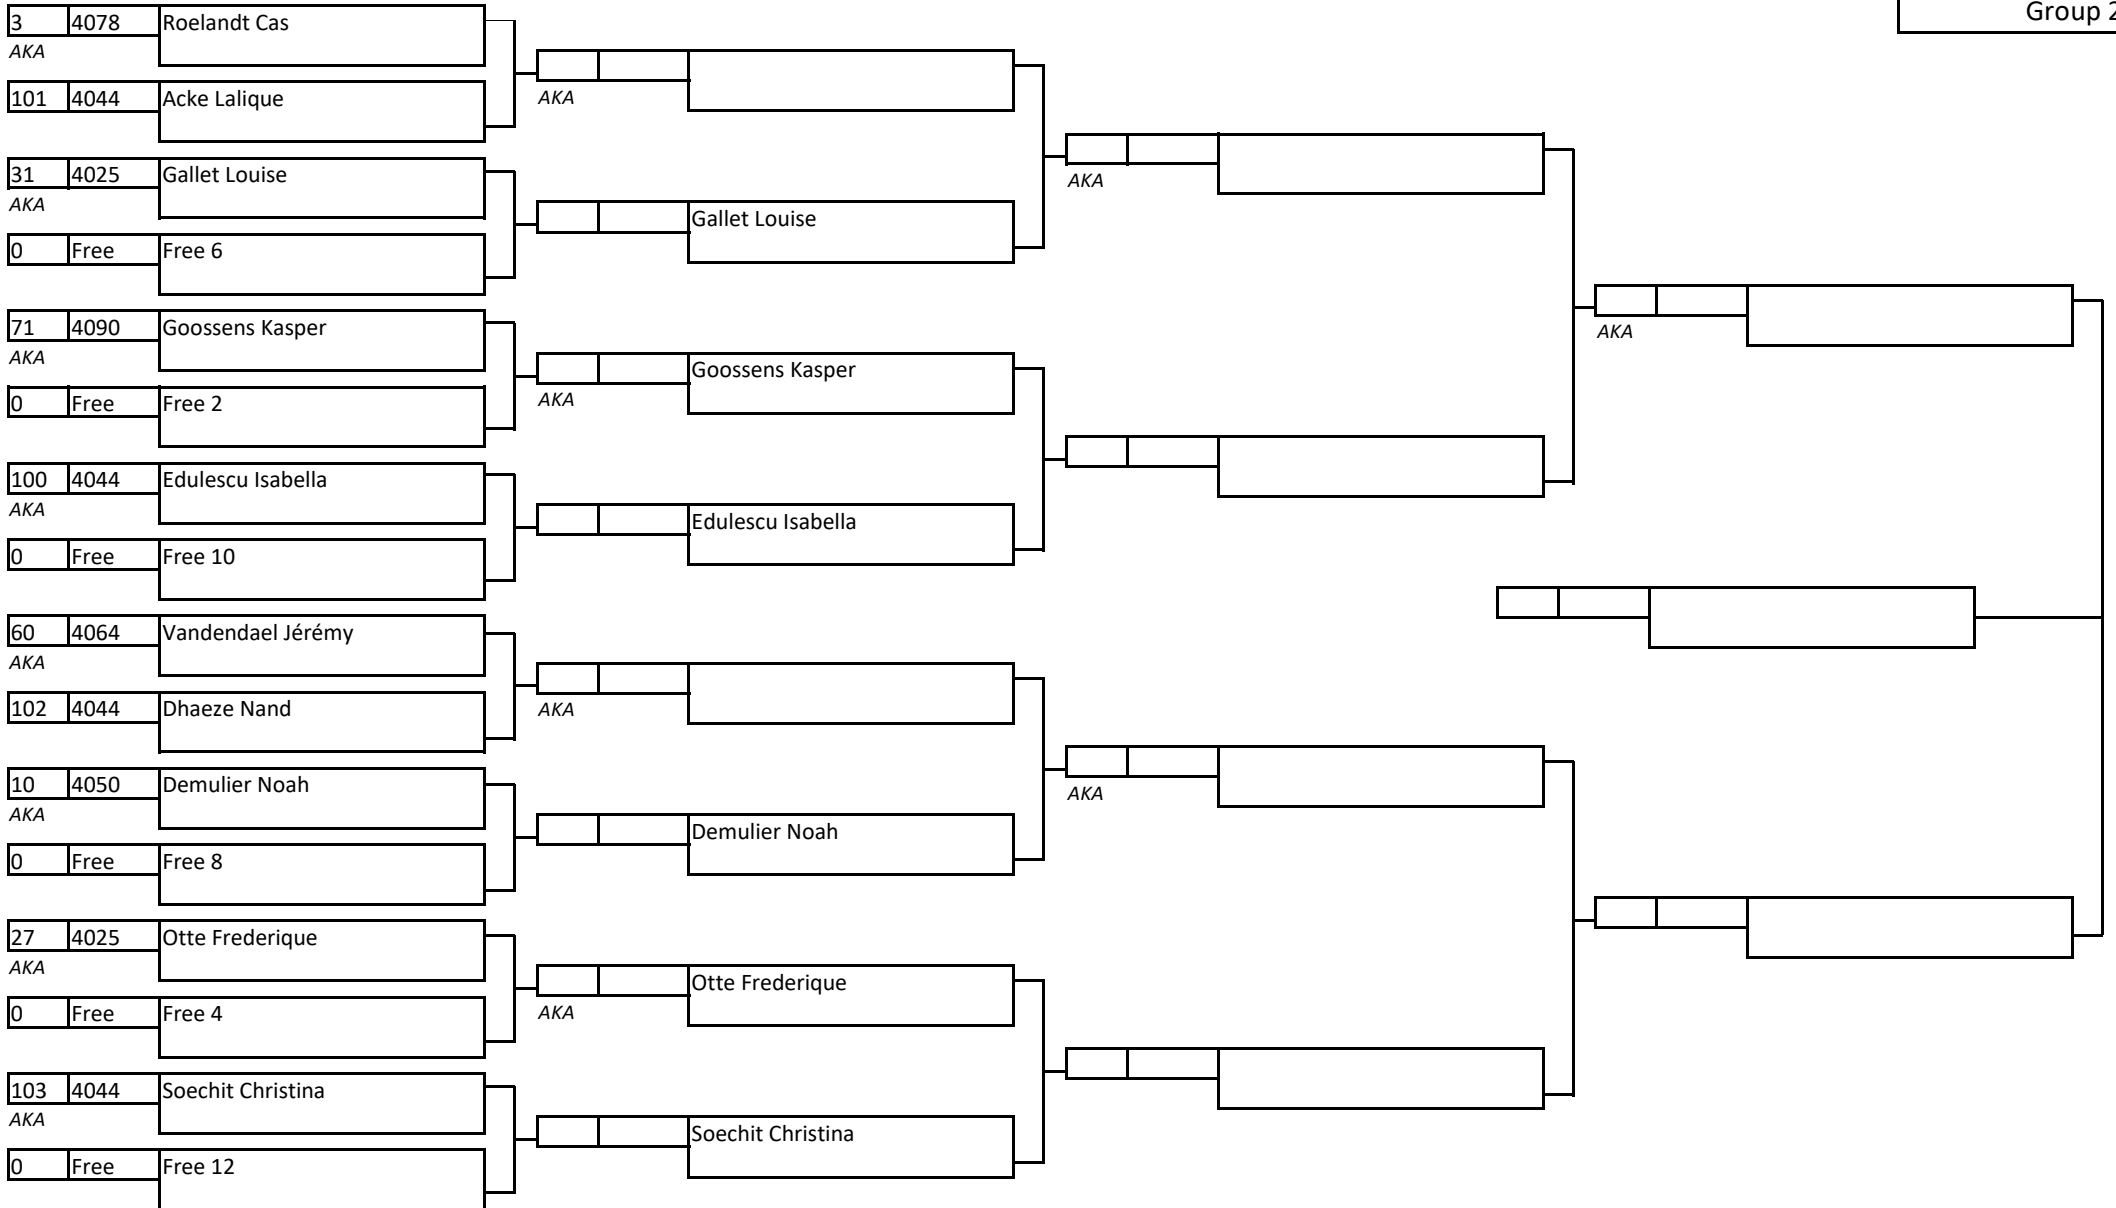 Group 2
3 4078 Roelandt Cas
AKA
101 4044 Acke Lalique
AKA
AKA
31 4025 Gallet Louise
AKA
Gallet Louise
0 Free Free 6
71 4090 Goossens Kasper
AKA
AKA
Goossens Kasper
0 Free Free 2
AKA
100 4044 Edulescu Isabella
AKA
Edulescu Isabella
0 Free Free 10
60 4064 Vandendael Jérémy
AKA
102 4044 Dhaeze Nand
AKA
10 4050 Demulier Noah
AKA
AKA
Demulier Noah
0 Free Free 8
27 4025 Otte Frederique
AKA
Otte Frederique
0 Free Free 4
AKA
103 4044 Soechit Christina
AKA
Soechit Christina
0 Free Free 12